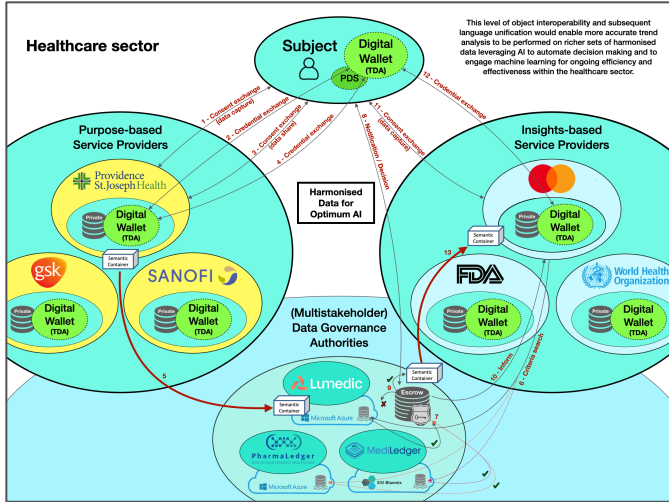 Healthcare sector
This level of object interoperability and subsequent
language unification would enable more accurate trend
analysis to be performed on richer sets of harmonised
data leveraging AI to automate decision making and to
engage machine learning for ongoing efficiency and
effectiveness within the healthcare sector.
Subject
Digital
Wallet
(TDA)
PDS
1 - Consent exchange
(data capture)
2 - Credential exchange
3 - Consent exchange
(data share)
4 - Credential exchange
8 - Notification / Decision
11 - Consent exchange
(data capture)
12 - Credential exchange
Purpose-based
Service Providers
Providence
St.JosephHealth
Private
Digital
Wallet
(TDA)
Semantic
Container
gsk
Private
Digital
Wallet
(TDA)
SANOFI
Private
Digital
Wallet
(TDA)
Harmonised
Data for
Optimum AI
Insights-based
Service Providers
Private
Digital
Wallet
(TDA)
Semantic
Container
13
FDA
Private
Digital
Wallet
(TDA)
World Health
Organization
Private
Digital
Wallet
(TDA)
(Multistakeholder)
Data Governance
Authorities
5
Lumedic
Semantic
Container
Microsoft Azure
Semantic
Container
9
Escrow
7
10 - Inform
6 - Criteria search
PharmaLedger
Microsoft Azure
MediLedger
IBM Bluemix